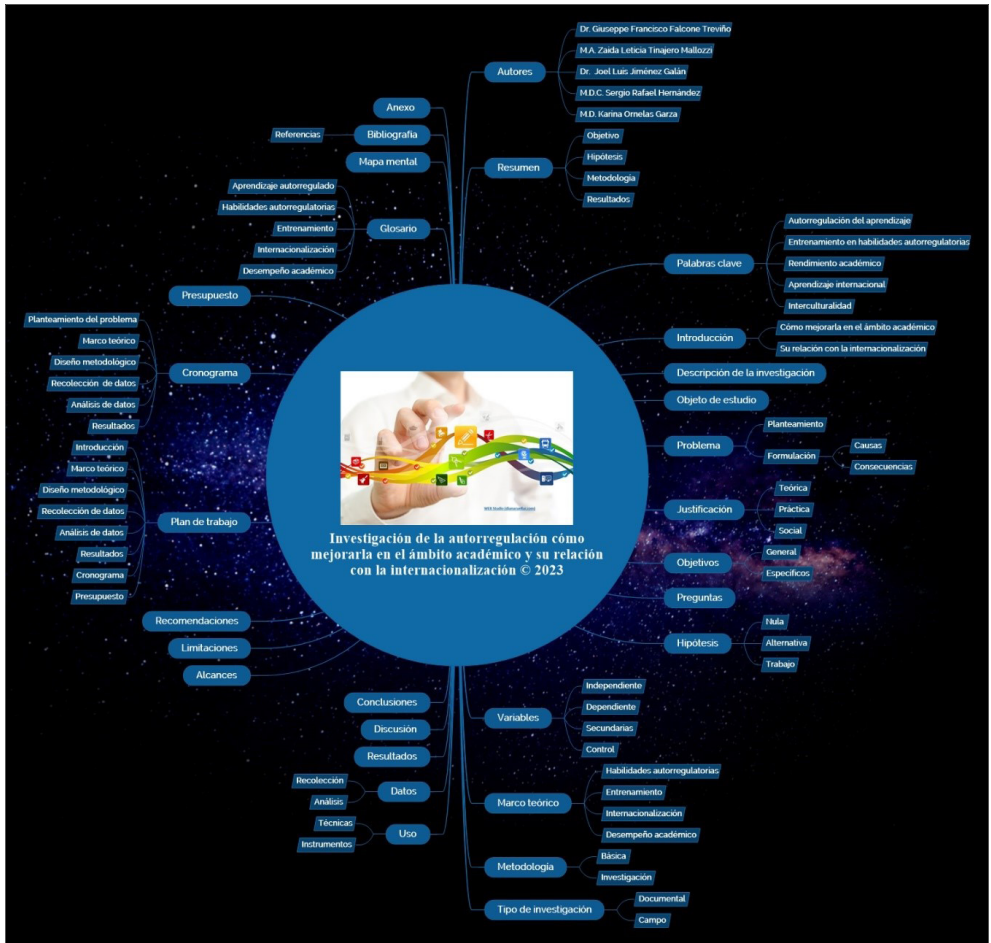 Investigación de la autorregulación cómo
mejorarla en el ámbito académico y su relación
con la internacionalización © 2023
Autores
Dr. Giuseppe Francisco Falcone Treviño
M.A. Zaida Leticia Tinajero Mallozzi
Dr. Joel Luis Jiménez Galán
M.D.C. Sergio Rafael Hernández
M.D. Karina Ornelas Garza
Resumen
Objetivo
Hipótesis
Metodología
Resultados
Palabras clave
Autorregulación del aprendizaje
Entrenamiento en habilidades autorregulatorias
Rendimiento académico
Aprendizaje internacional
Interculturalidad
Introducción
Cómo mejorarla en el ámbito académico
Su relación con la internacionalización
Descripción de la investigación
Objeto de estudio
Problema
Planteamiento
Formulación
Causas
Consecuencias
Justificación
Teórica
Práctica
Social
Objetivos
General
Específicos
Preguntas
Hipótesis
Nula
Alternativa
Trabajo
Variables
Independiente
Dependiente
Secundarias
Control
Marco teórico
Habilidades autorregulatorias
Entrenamiento
Internacionalización
Desempeño académico
Metodología
Básica
Investigación
Tipo de investigación
Documental
Campo
Anexo
Bibliografía
Referencias
Mapa mental
Glosario
Aprendizaje autorregulado
Habilidades autorregulatorias
Entrenamiento
Internacionalización
Desempeño académico
Presupuesto
Cronograma
Planteamiento del problema
Marco teórico
Diseño metodológico
Recolección de datos
Análisis de datos
Resultados
Plan de trabajo
Introducción
Marco teórico
Diseño metodológico
Recolección de datos
Análisis de datos
Resultados
Cronograma
Presupuesto
Recomendaciones
Limitaciones
Alcances
Conclusiones
Discusión
Resultados
Datos
Recolección
Análisis
Uso
Técnicas
Instrumentos